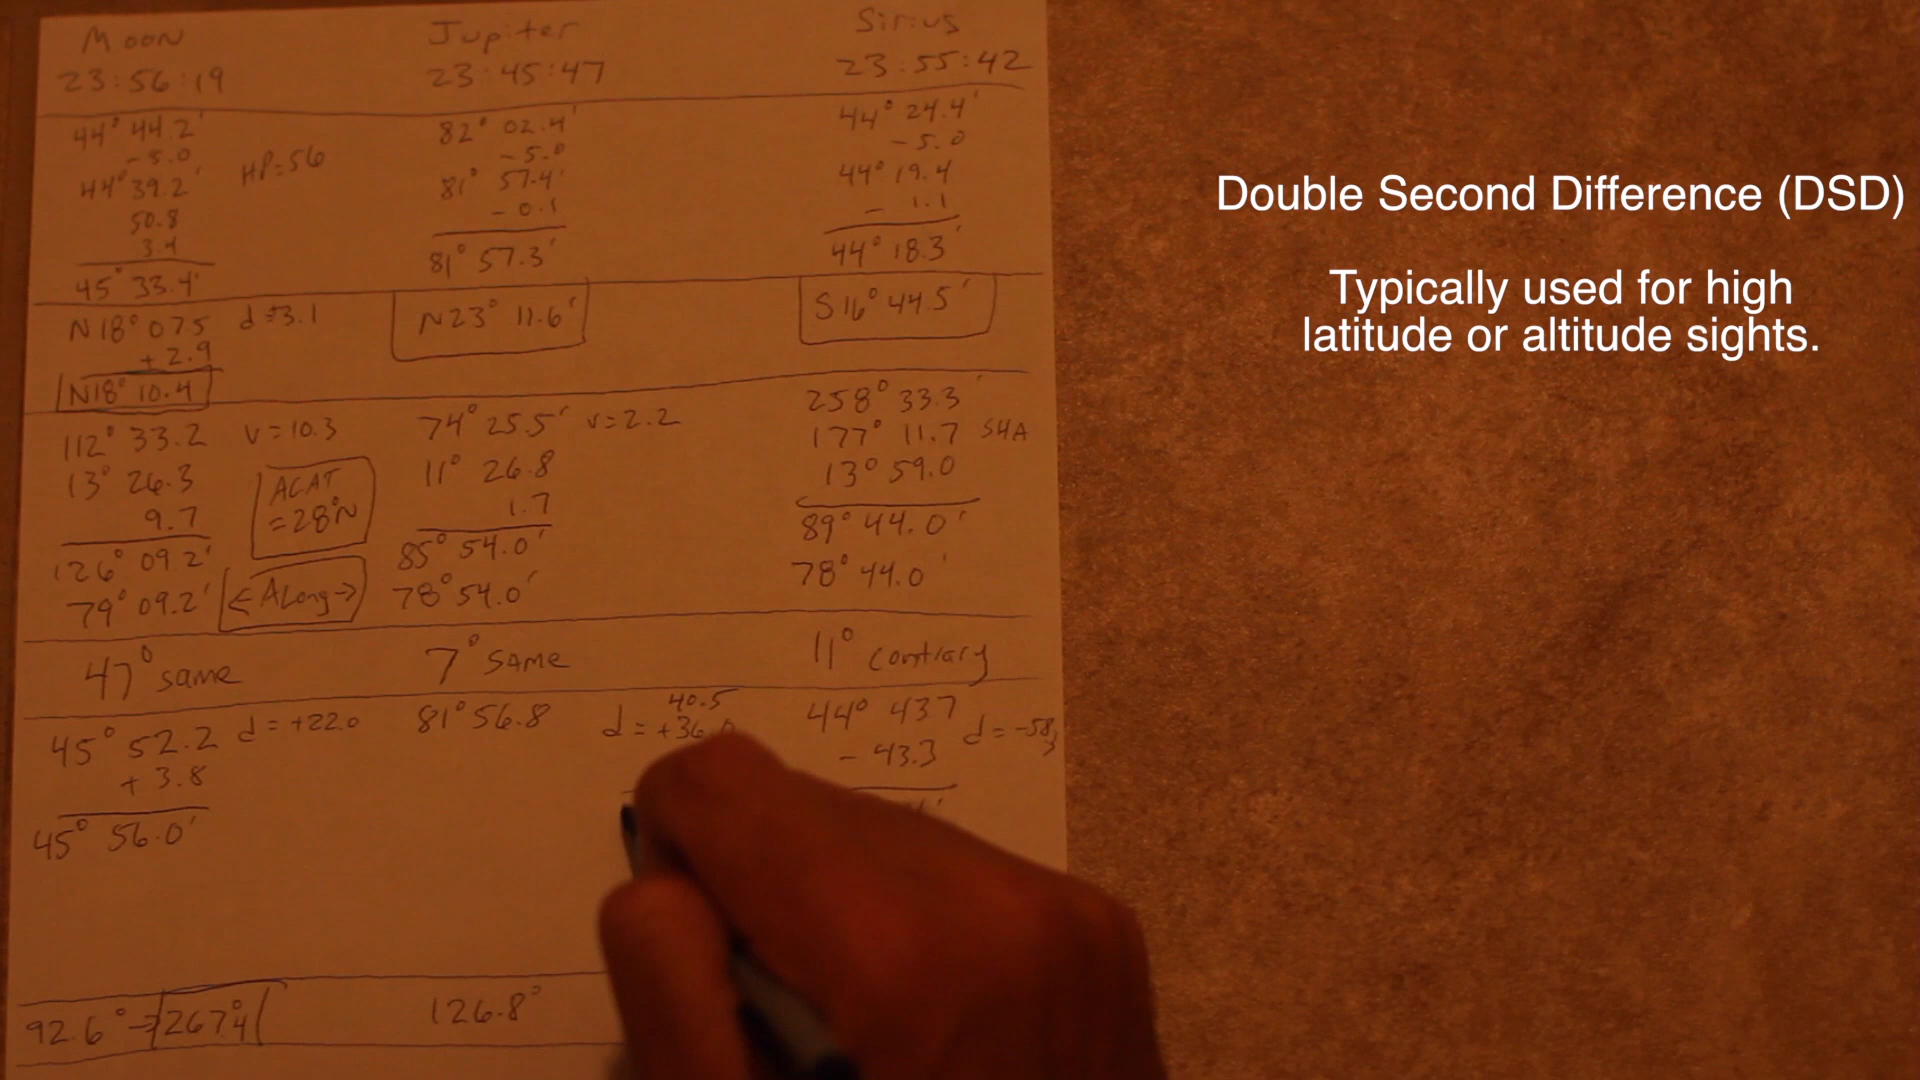 Moon Jupiter Sirius
23:56:19 23:45:47 23:55:42
44° 44.2' 82° 02.4' 44° 24.4'
-5.0 -5.0 -5.0
44° 39.2' HP=56 81° 57.4' 44° 19.4
50.8 - 0.1 - 1.1
3.4 81° 57.3' 44° 18.3'
45° 33.4'
N 18° 07.5 d=3.1 N23° 11.6' S16° 44.5'
+ 2.9
N18° 10.4
112° 33.2 v=10.3 74° 25.5' v=2.2 258° 33.3'
13° 26.3 11° 26.8 177° 11.7 SHA
9.7 1.7 13° 59.0
126° 09.2' 85° 54.0' 89° 44.0'
79° 09.2' 78° 54.0' 78° 44.0'
ALAT
=28°N
← ALong →
47° same 7° SAME 11° contrary
45° 52.2 d = +22.0 81° 56.8 40.5 44° 43.7
+ 3.8 d = +36. - 43.3 d = -58
45° 56.0'
92.6° → 267.4° 126.8°
Double Second Difference (DSD)
Typically used for high
latitude or altitude sights.